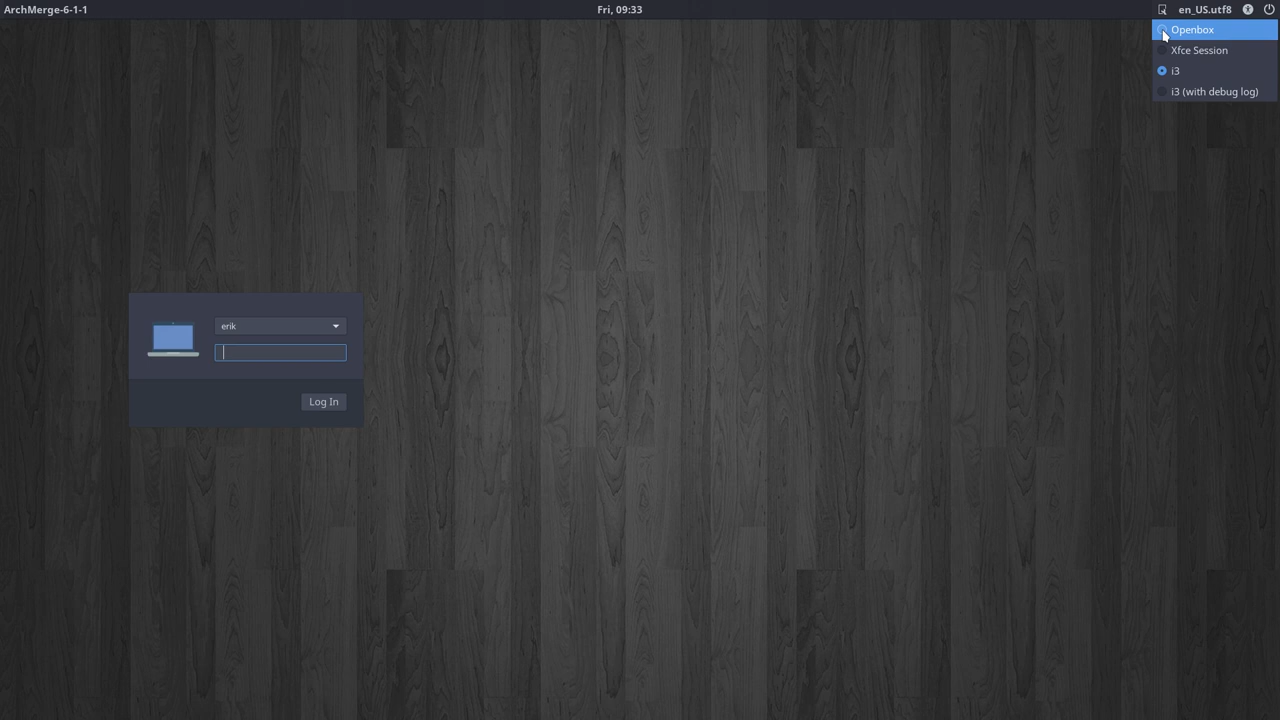 ArchMerge-6-1-1
Fri, 09:33
en_US.utf8
Openbox
Xfce Session
i3
i3 (with debug log)
erik
Log In